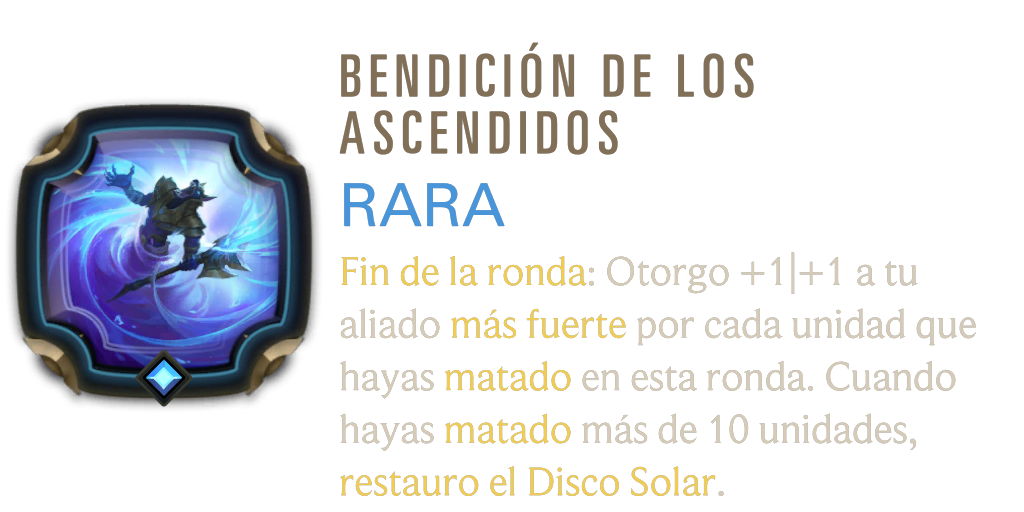 BENDICIÓN DE LOS
ASCENDIDOS
RARA
Fin de la ronda: Otorgo +1|+1 a tu
aliado más fuerte por cada unidad que
hayas matado en esta ronda. Cuando
hayas matado más de 10 unidades,
restauro el Disco Solar.